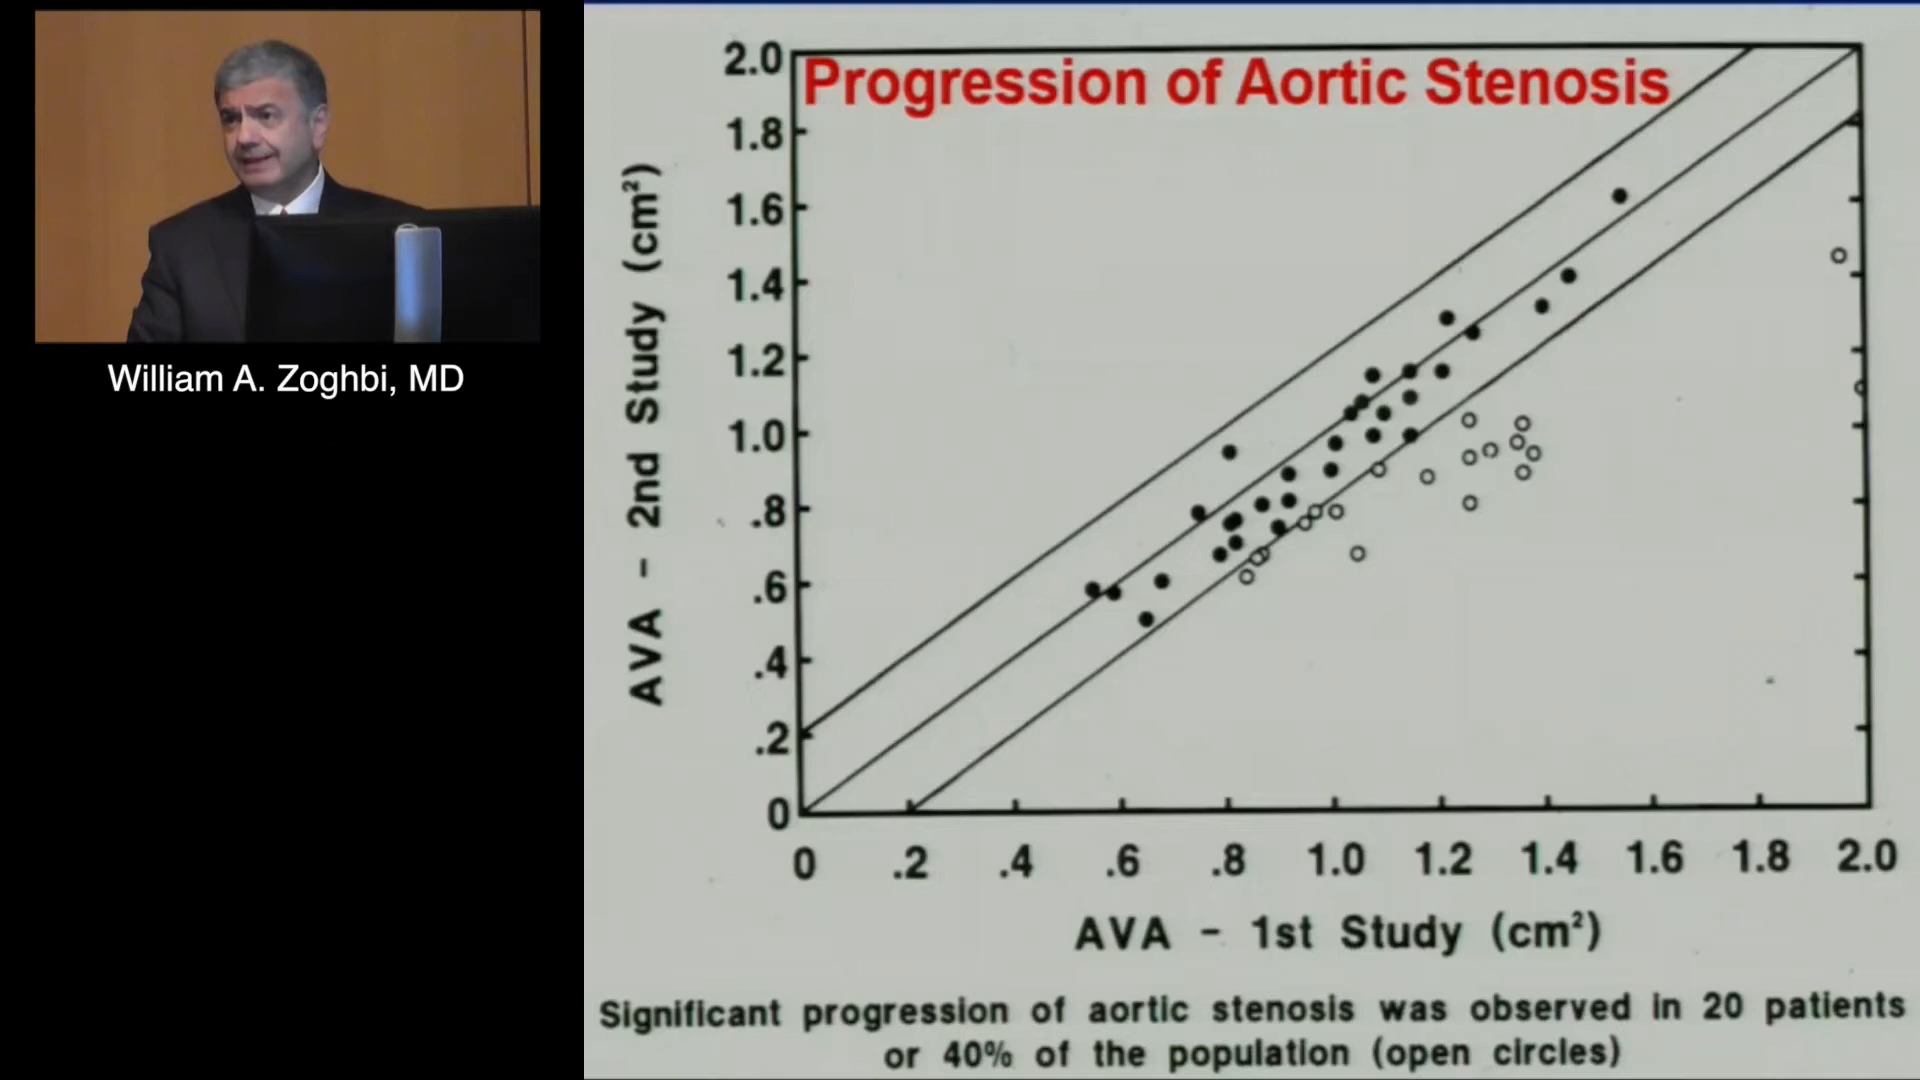 William A. Zoghbi, MD
Progression of Aortic Stenosis
2.0
1.8
1.6
1.4
1.2
1.0
.8
.6
.4
.2
0
AVA - 2nd Study (cm²)
0 .2 .4 .6 .8 1.0 1.2 1.4 1.6 1.8 2.0
AVA - 1st Study (cm²)
Significant progression of aortic stenosis was observed in 20 patients
or 40% of the population (open circles)